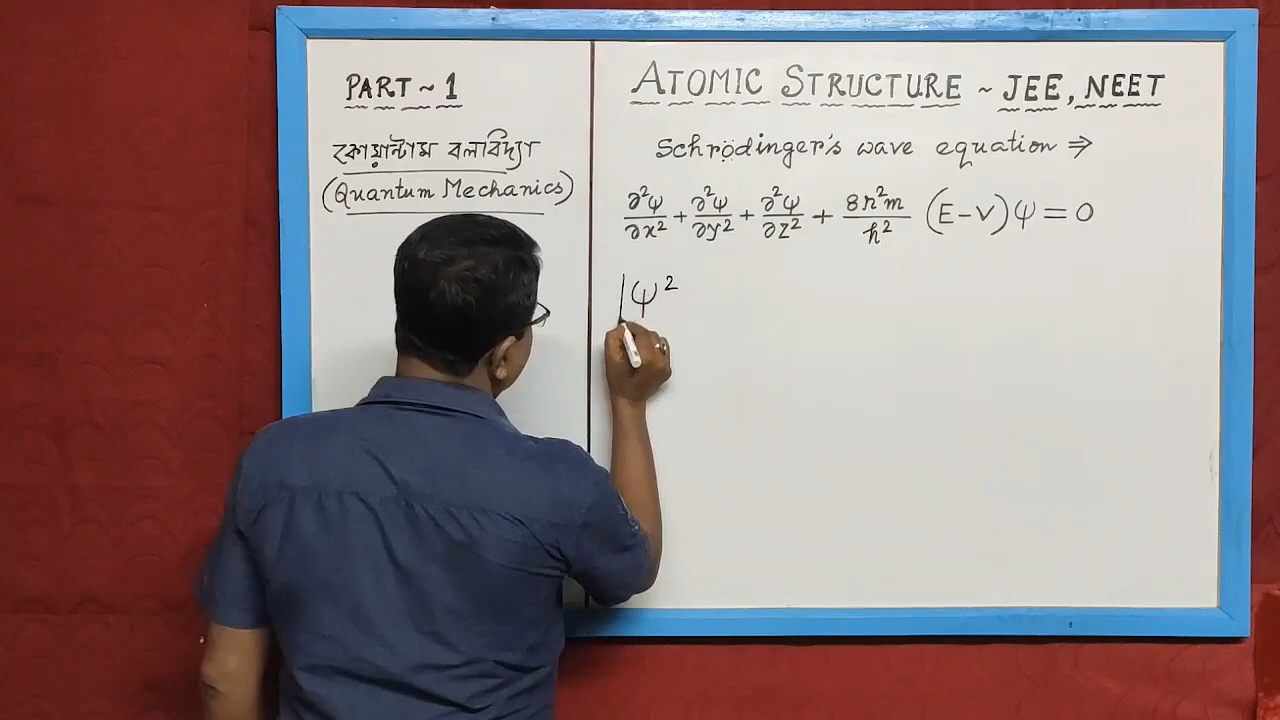 PART ~ 1
কোয়ান্টাম বলবিদ্যা
(Quantum Mechanics)
ATOMIC STRUCTURE ~ JEE, NEET
Schrödinger's wave equation ⇒
∂²ψ/∂x² + ∂²ψ/∂y² + ∂²ψ/∂z² + 8π²m/h² (E-V)ψ = 0
|ψ²